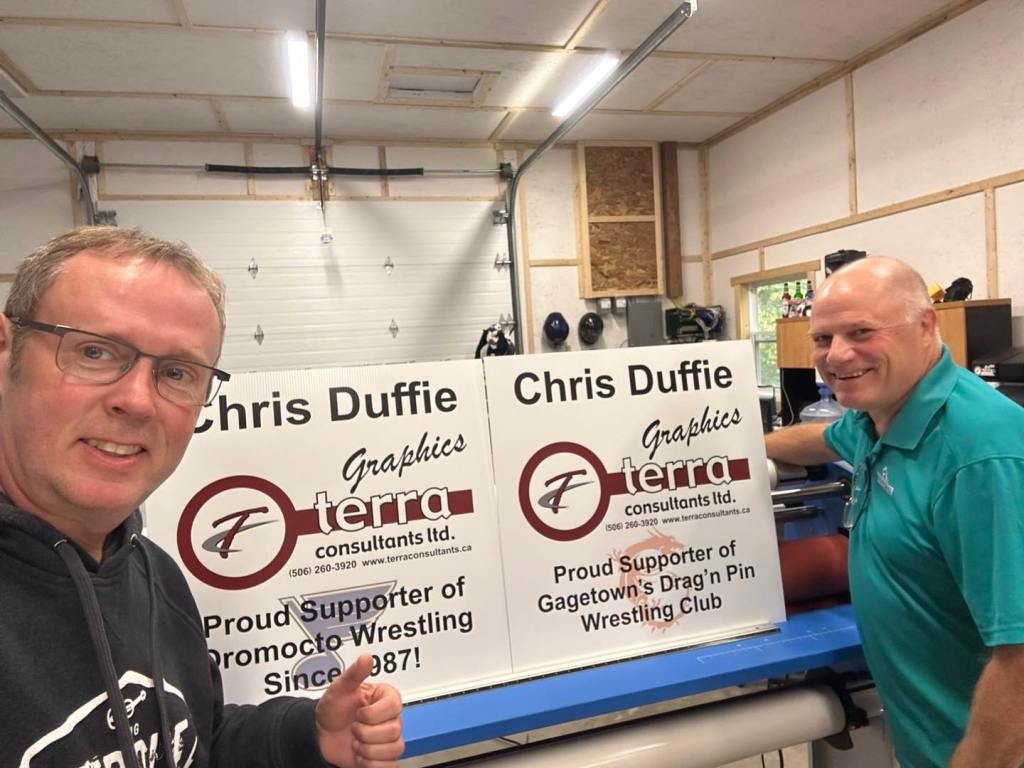 Chris Duffie
Graphics
T
terra
consultants ltd.
(506) 260-3920 www.terraconsultants.ca
Proud Supporter of
Oromocto Wrestling
Since 1987!
Chris Duffie
Graphics
T
terra
consultants ltd.
(506) 260-3920 www.terraconsultants.ca
Proud Supporter of
Gagetown's Drag'n Pin
Wrestling Club